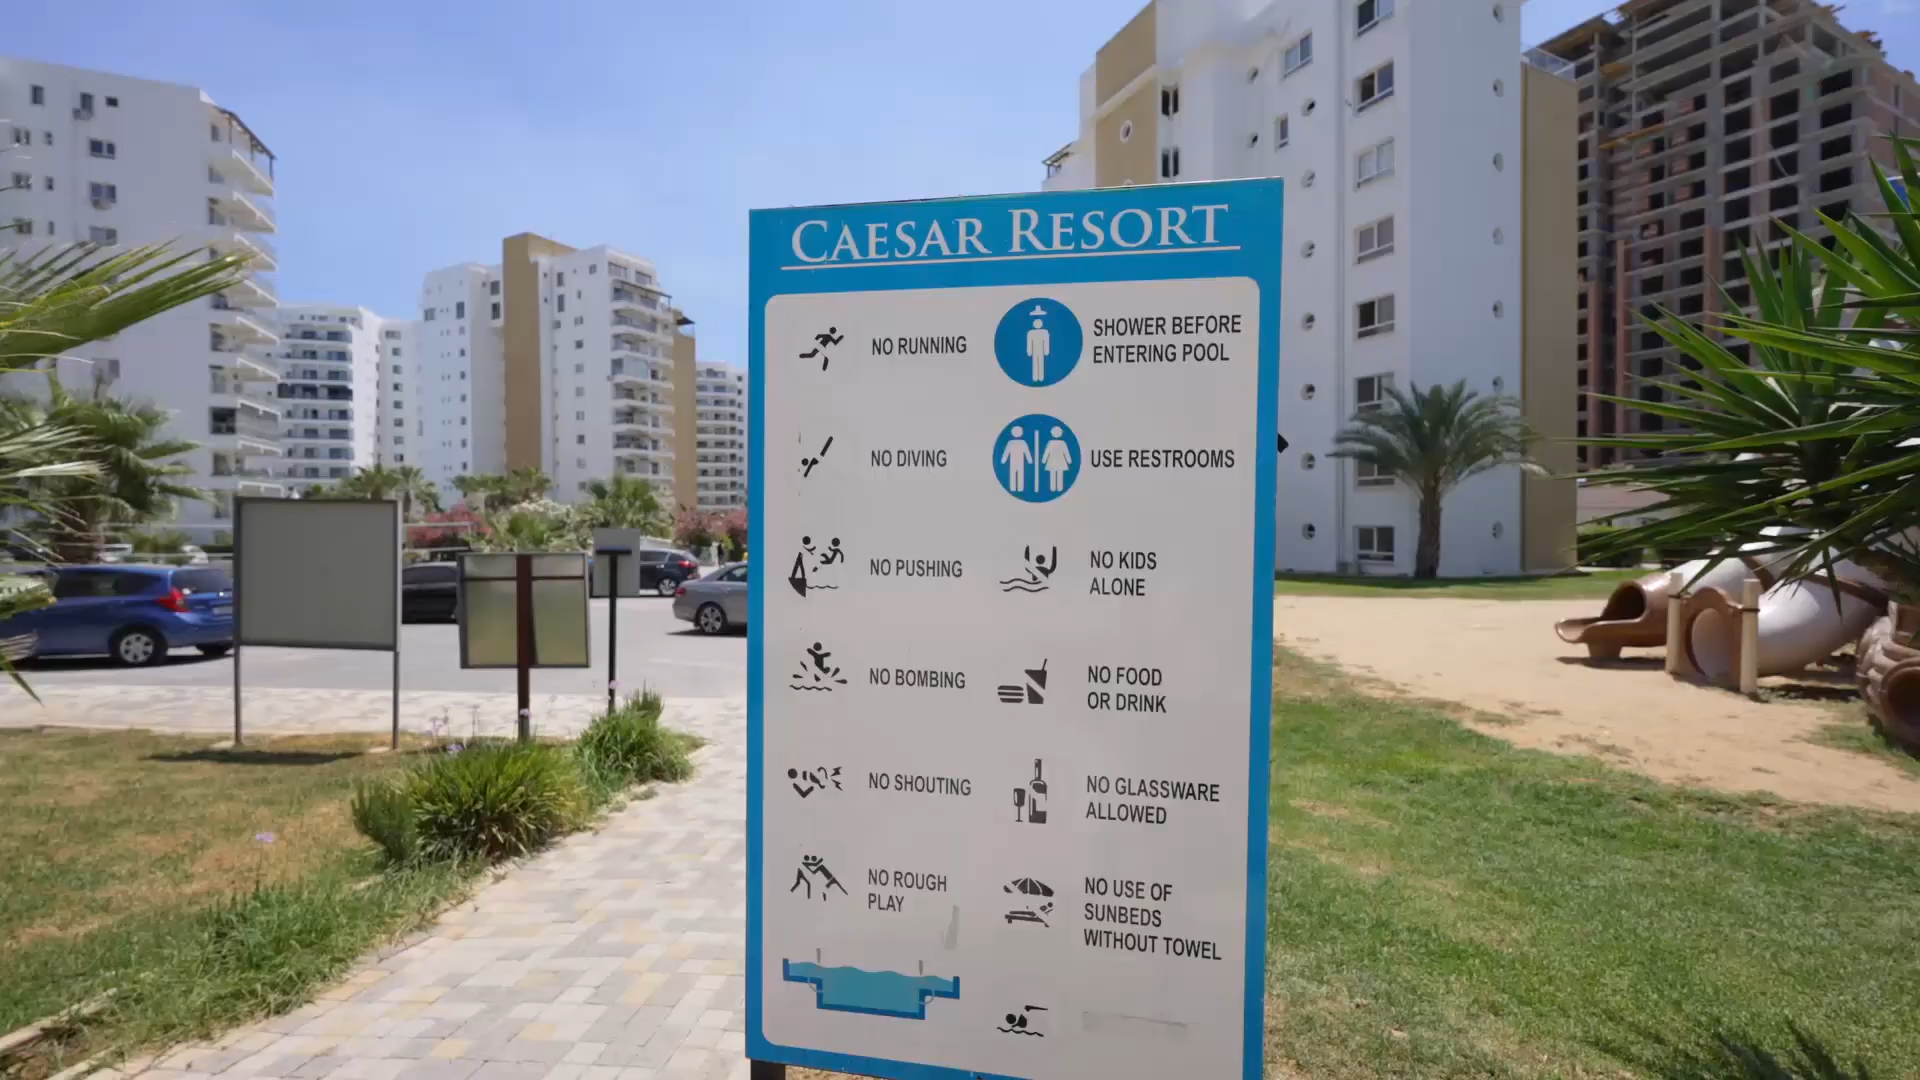 CAESAR RESORT
NO RUNNING
SHOWER BEFORE
ENTERING POOL
NO DIVING
USE RESTROOMS
NO PUSHING
NO KIDS
ALONE
NO BOMBING
NO FOOD
OR DRINK
NO SHOUTING
NO GLASSWARE
ALLOWED
NO ROUGH
PLAY
NO USE OF
SUNBEDS
WITHOUT TOWEL